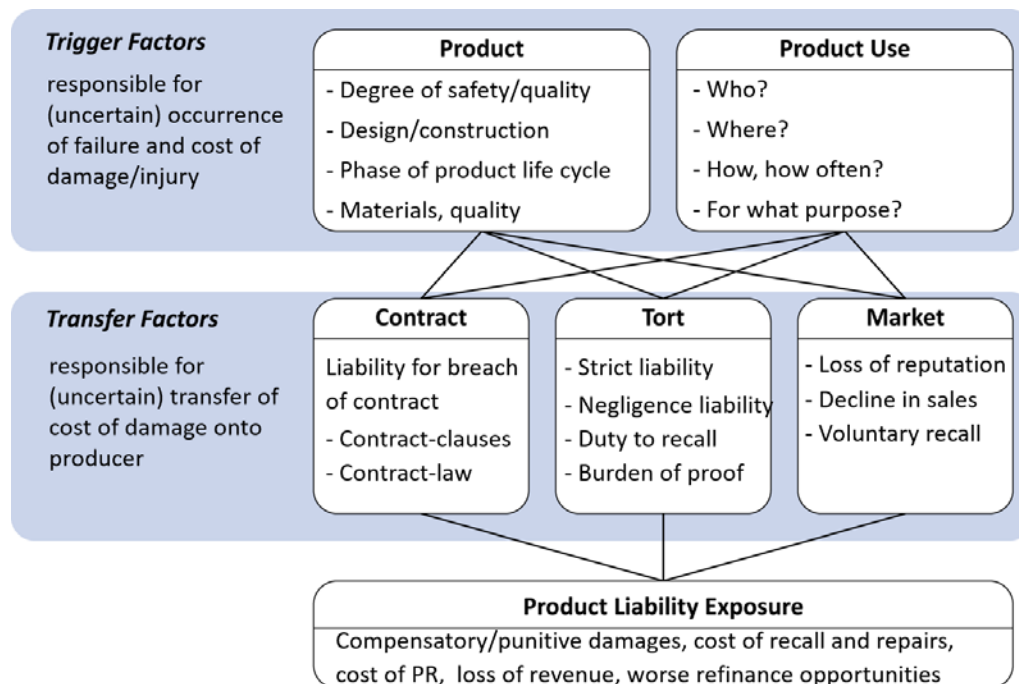 Trigger Factors
responsible for
(uncertain) occurrence
of failure and cost of
damage/injury
Product
- Degree of safety/quality
- Design/construction
- Phase of product life cycle
- Materials, quality
Product Use
- Who?
- Where?
- How, how often?
- For what purpose?
Transfer Factors
responsible for
(uncertain) transfer of
cost of damage onto
producer
Contract
Liability for breach
of contract
- Contract-clauses
- Contract-law
Tort
- Strict liability
- Negligence liability
- Duty to recall
- Burden of proof
Market
- Loss of reputation
- Decline in sales
- Voluntary recall
Product Liability Exposure
Compensatory/punitive damages, cost of recall and repairs,
cost of PR, loss of revenue, worse refinance opportunities